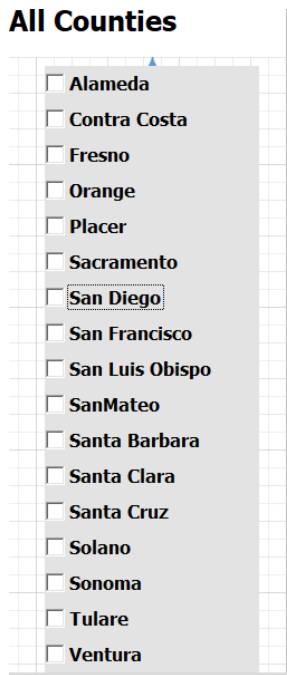 All Counties
Alameda
Contra Costa
Fresno
Orange
Placer
Sacramento
San Diego
San Francisco
San Luis Obispo
SanMateo
Santa Barbara
Santa Clara
Santa Cruz
Solano
Sonoma
Tulare
Ventura